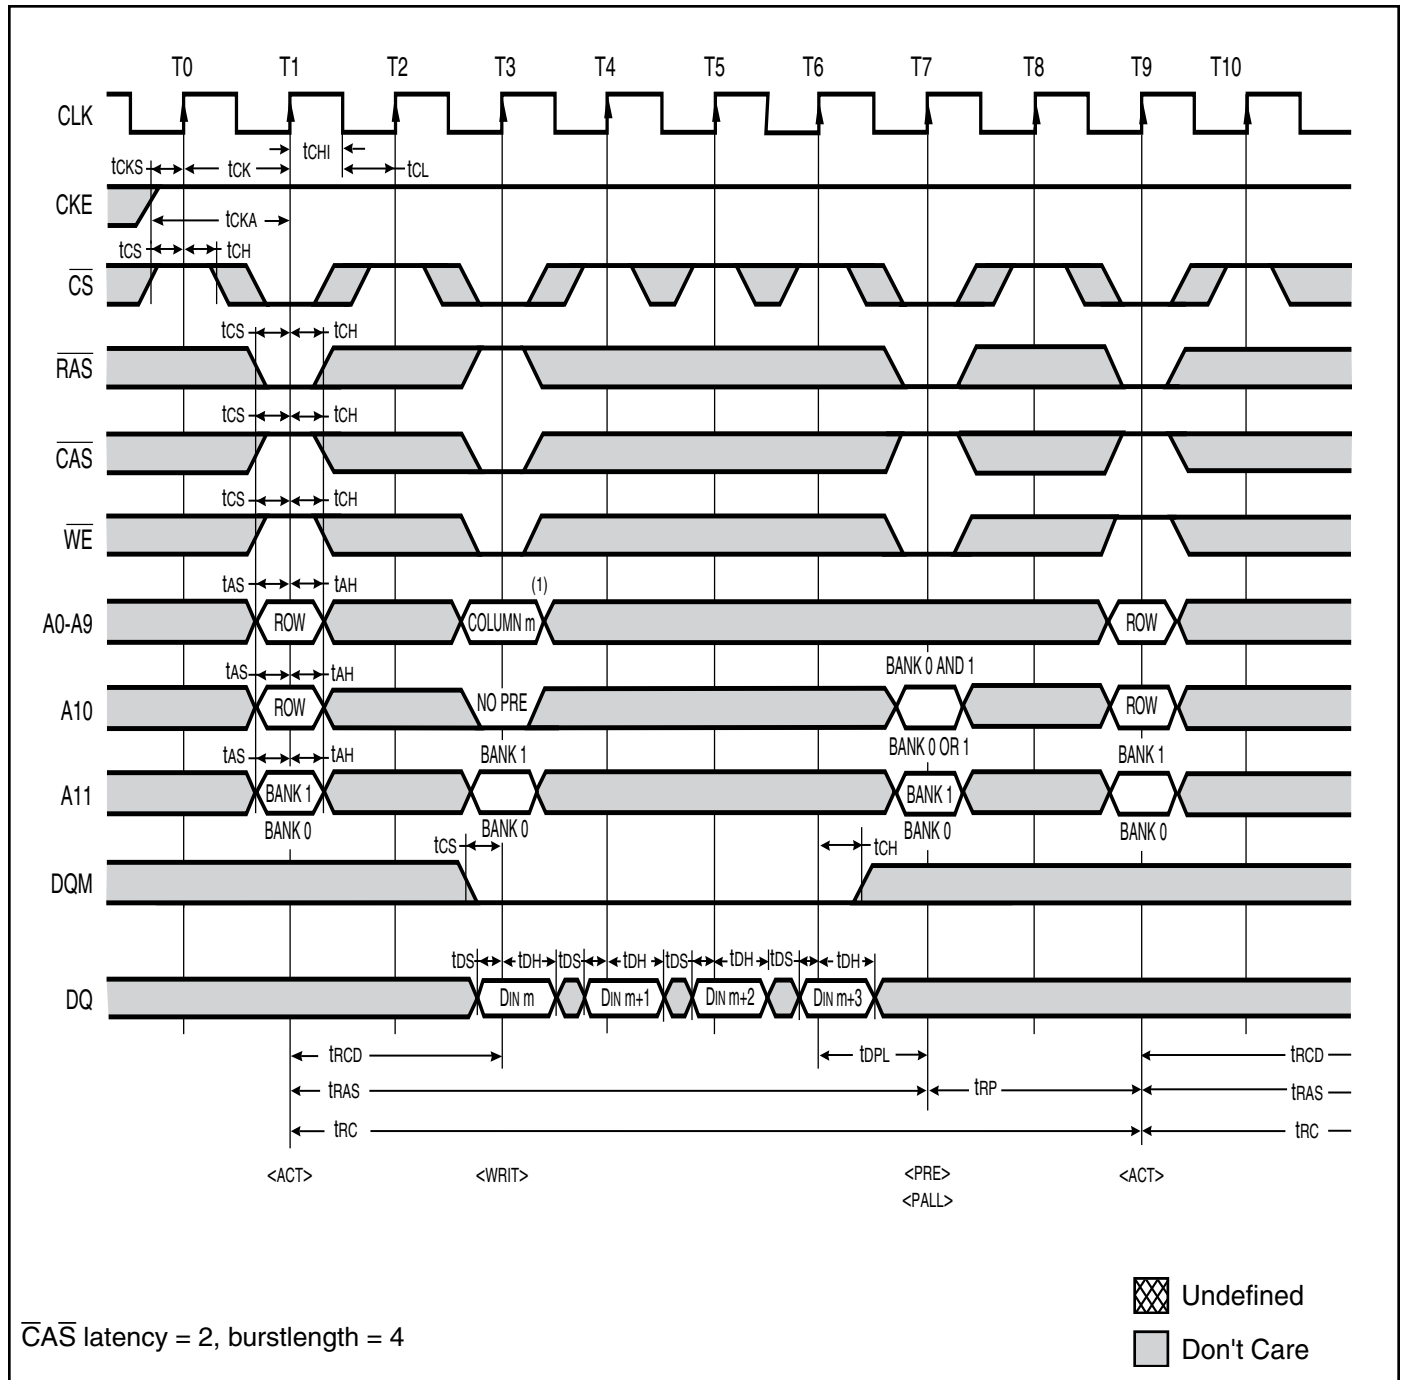 T0 T1 T2 T3 T4 T5 T6 T7 T8 T9 T10
CLK
tCHI
tCKS tCK tCL
CKE
tCKA
tCS tCH
CS
tCS tCH
RAS
tCS tCH
CAS
tCS tCH
WE
tAS tAH (1)
A0-A9 ROW COLUMN m ROW
BANK 0 AND 1
tAS tAH
A10 ROW NO PRE ROW
BANK 0 OR 1
tAS tAH BANK 1 BANK 1
A11 BANK 1 BANK 1
BANK 0 BANK 0 BANK 0 BANK 0
tCS tCH
DQM
tDS tDH tDS tDH tDS tDH tDS tDH
DQ DIN m DIN m+1 DIN m+2 DIN m+3
tRCD tDPL tRCD
tRAS tRP tRAS
tRC tRC
<ACT> <WRIT> <PRE> <ACT>
<PALL>
Undefined
CAS latency = 2, burstlength = 4
Don't Care